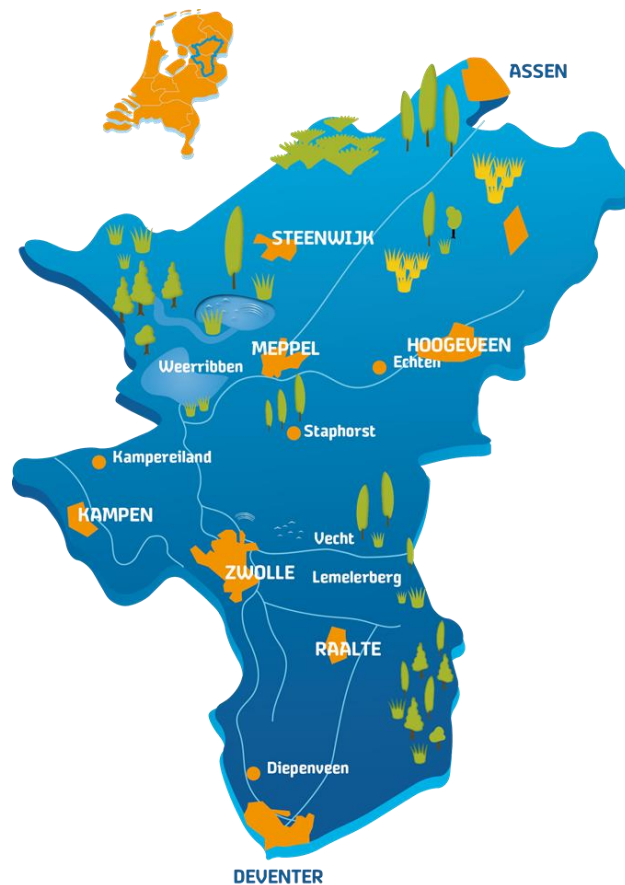 ASSEN
STEENWIJK
HOOGEVEEN
MEPPEL
Echten
Weerribben
Staphorst
Kampereiland
KAMPEN
Vecht
ZWOLLE
Lemelerberg
RAALTE
Diepenveen
DEVENTER